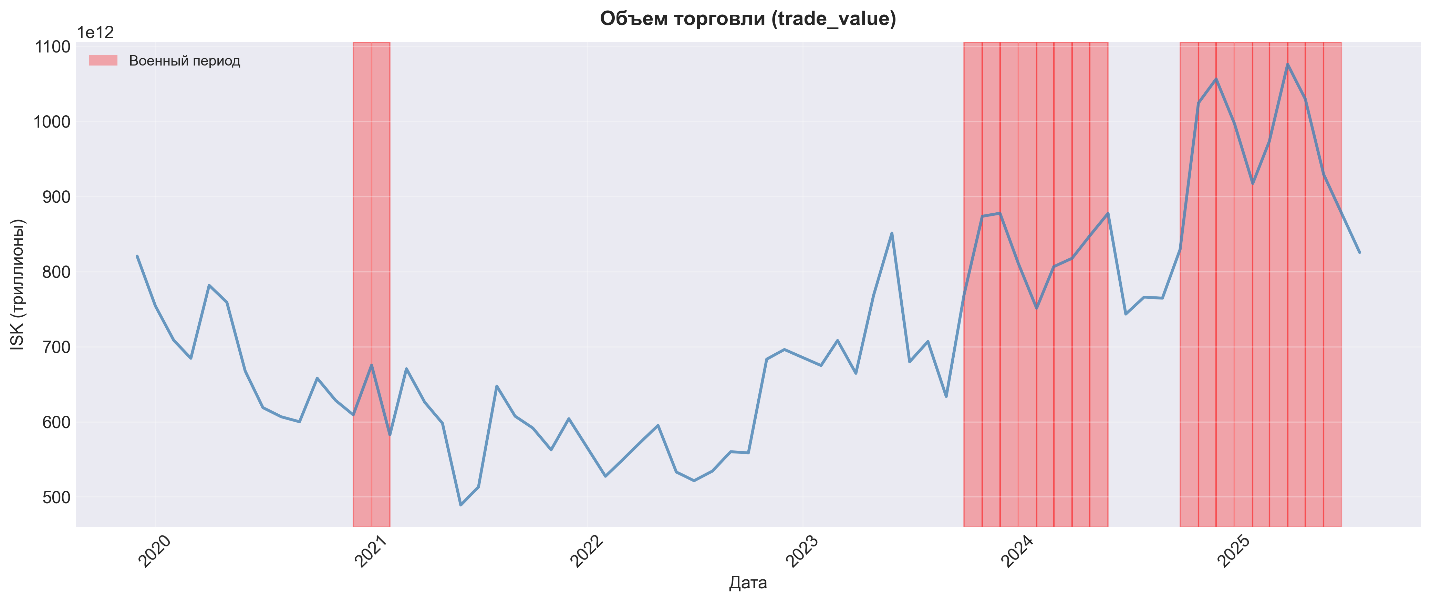 Объем торговли (trade_value)
1e12
Военный период
1100
1000
900
800
700
600
500
ISK (триллионы)
2020
2021
2022
2023
2024
2025
Дата